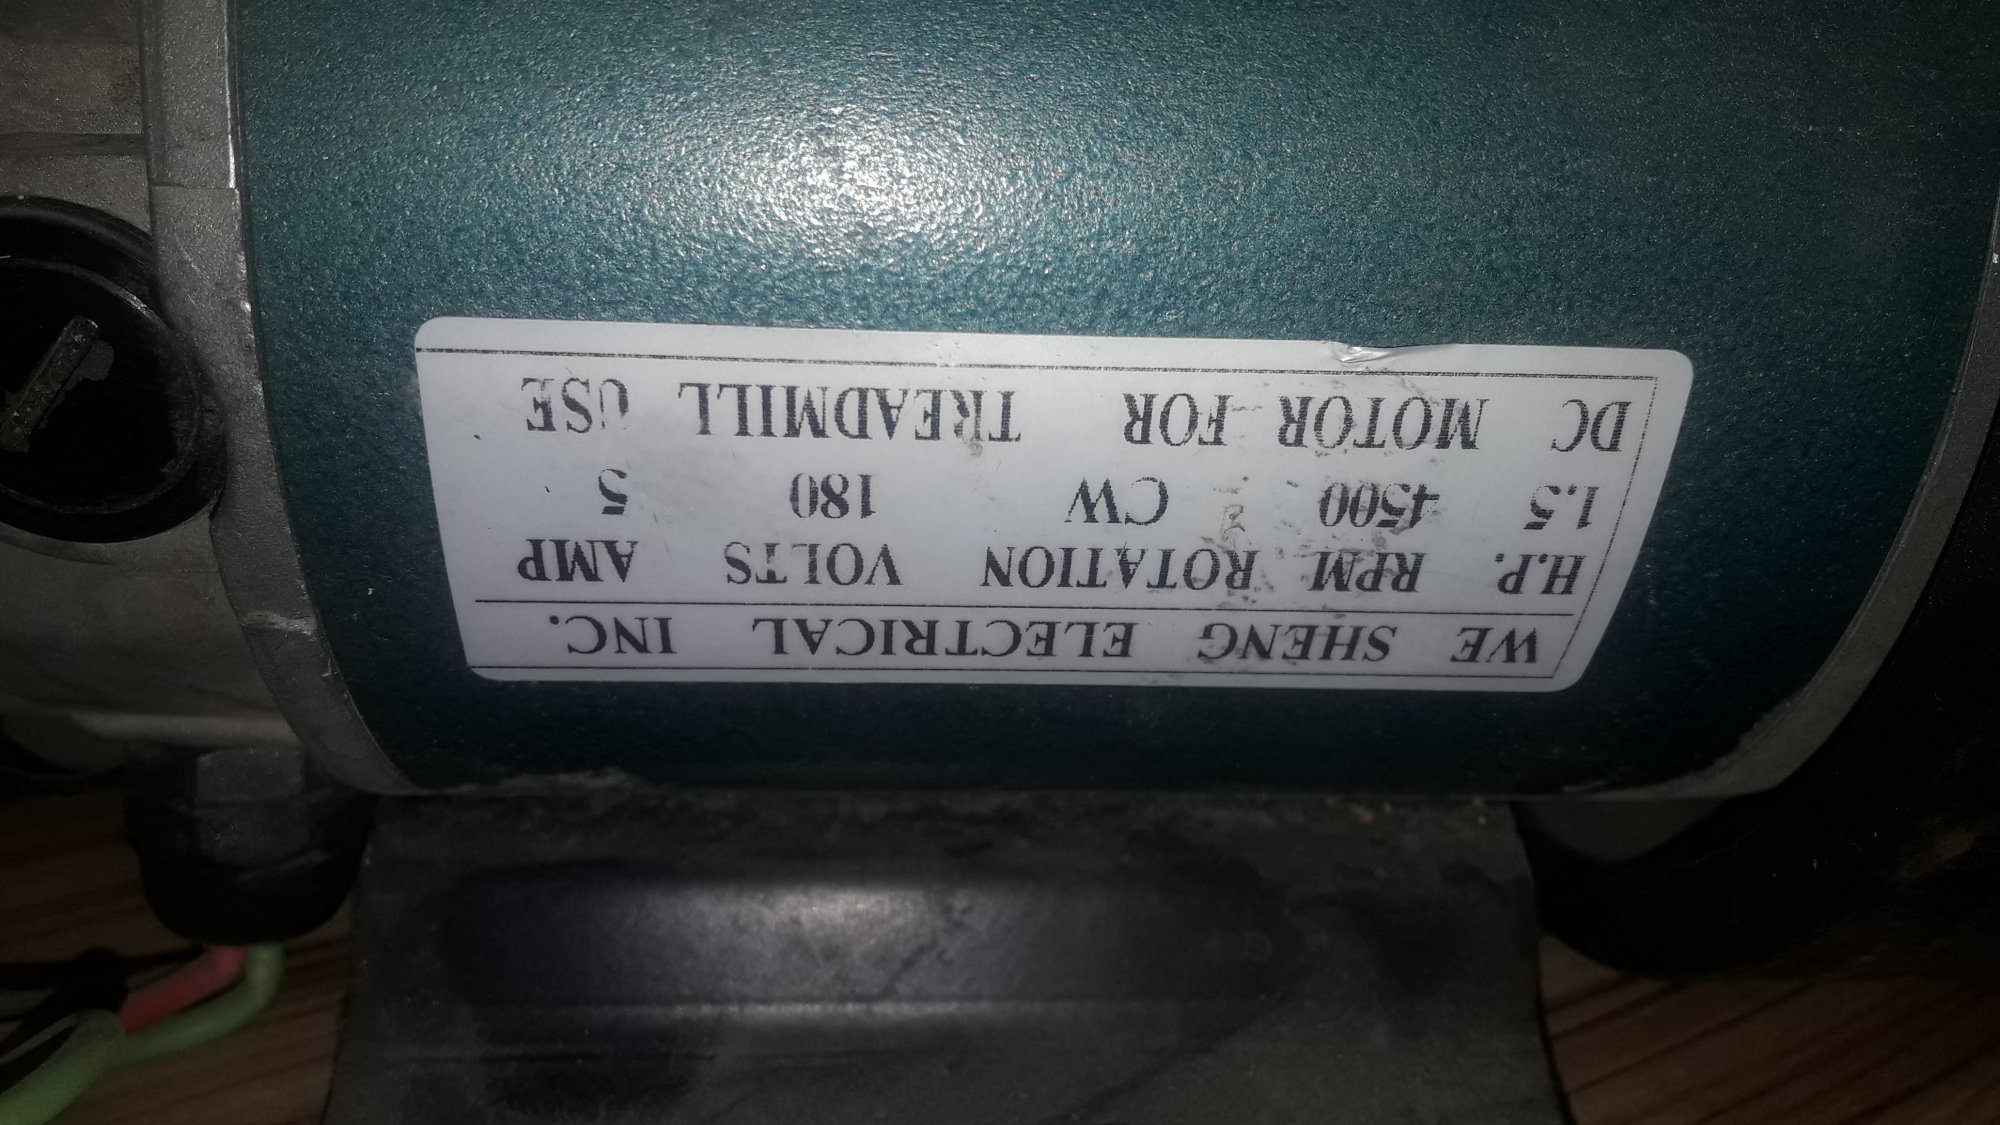 WE SHENG ELECTRICAL INC.
H.P. RPM ROTATION VOLTS AMP
1.5 4500 CW 180 5
DC MOTOR FOR TREADMILL USE